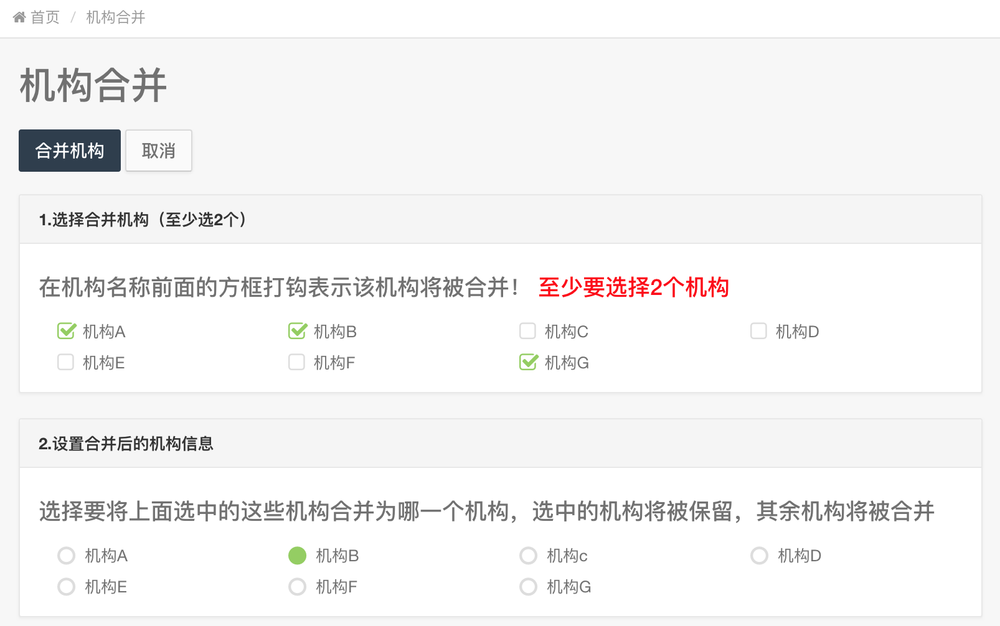 首页 / 机构合并
机构合并
合并机构 取消
1.选择合并机构（至少选2个）
在机构名称前面的方框打钩表示该机构将被合并！ 至少要选择2个机构
机构A 机构B 机构C 机构D
机构E 机构F 机构G
2.设置合并后的机构信息
选择要将上面选中的这些机构合并为哪一个机构，选中的机构将被保留，其余机构将被合并
机构A 机构B 机构c 机构D
机构E 机构F 机构G